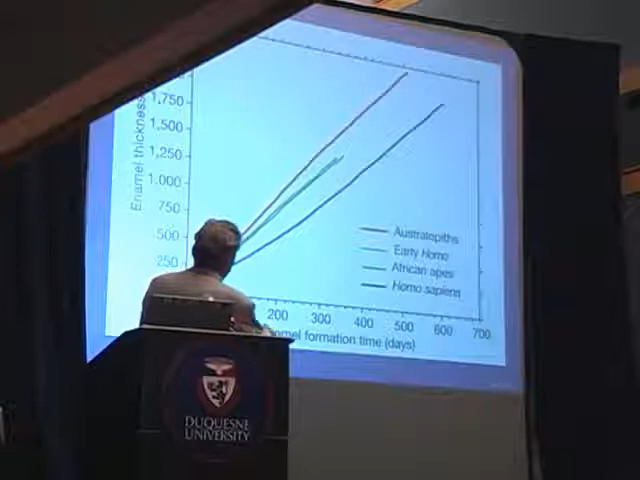 Enamel thickness
1,750
1,500
1,250
1.000
750
500
250
Australopiths
Early Homo
African apes
Homo sapiens
200 300 400 500 600 700
formation time (days)
DUQUESNE
UNIVERSITY